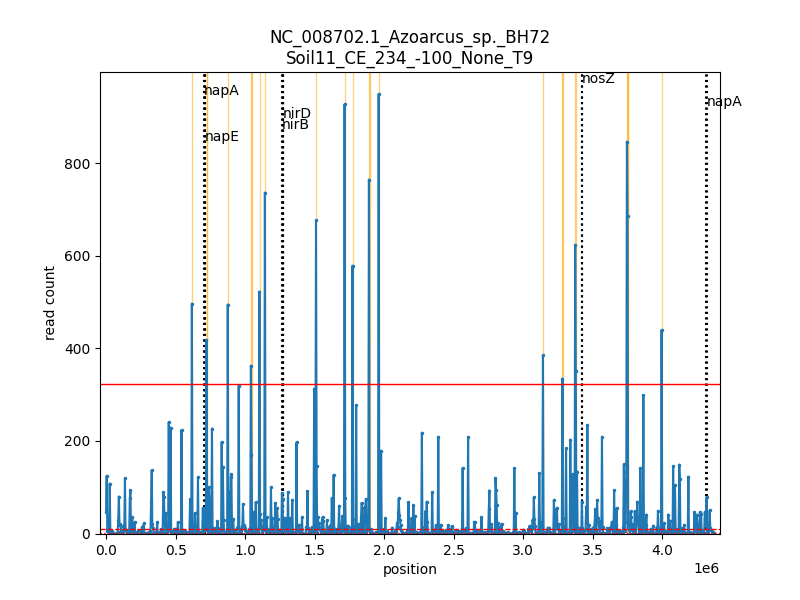 NC_008702.1_Azoarcus_sp._BH72
Soil11_CE_234_-100_None_T9
nosZ
napA
napA
nirD
nirB
napE
800
600
400
200
0
read count
0.0 0.5 1.0 1.5 2.0 2.5 3.0 3.5 4.0
1e6
position